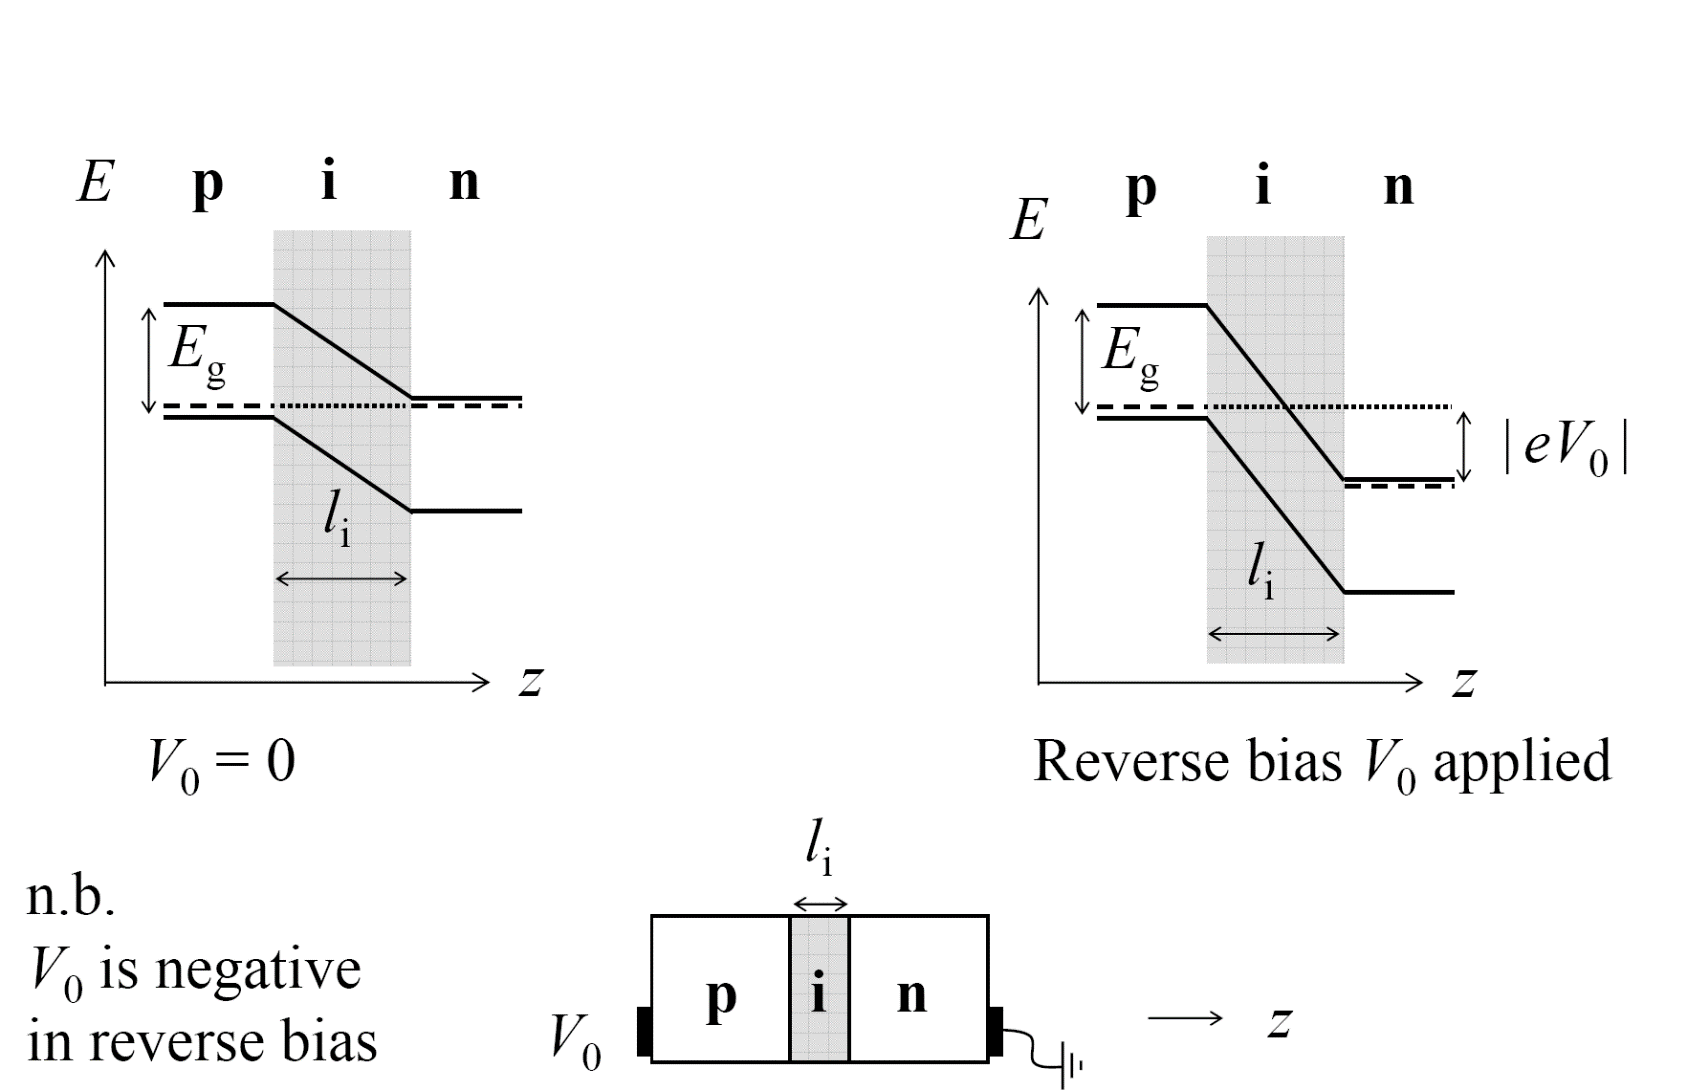 E p i n
E_g
l_i
z
V_0 = 0
E p i n
E_g
|eV_0|
l_i
z
Reverse bias V_0 applied
n.b.
V_0 is negative
in reverse bias
l_i
p i n
V_0
z